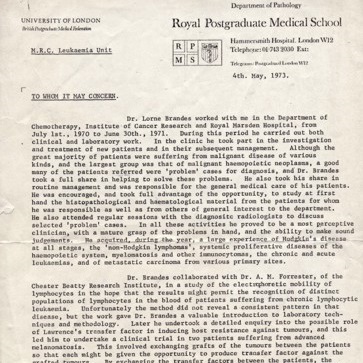 Department of Pathology
UNIVERSITY OF LONDON
British Postgraduate Medical Federation
Royal Postgraduate Medical School
Hammersmith Hospital. London W12
M.R.C. Leukaemia Unit
R P
M S
Telephone: 01-743 2030 Ext:
Telegrams: Postgradmed London W12
4th. May, 1973.
TO WHOM IT MAY CONCERN.
Dr. Lorne Brandes worked with me in the Department of
Chemotherapy, Institute of Cancer Research and Royal Marsden Hospital, from
July 1st., 1970 to June 30th., 1971. During this period he carried out both
clinical and laboratory work. In the clinic he took part in the investigation
and treatment of new patients and in their subsequent management. Although the
great majority of patients were suffering from malignant disease of various
kinds, and the largest group was that of malignant haemopoietic neoplasms, a good
many of the patients referred were 'problem' cases for diagnosis, and Dr. Brandes
took a full share in helping to solve these problems. He also took his share in
routine management and was responsible for the general medical care of his patients.
He was encouraged, and took full advantage of the opportunity, to study at first
hand the histopathological and haematological material from the patients for whom
he was responsible as well as from others of general interest to the department.
He also attended regular sessions with the diagnostic radiologists to discuss
selected 'problem' cases. In all these activities he proved to be a most perceptive
clinician, with a mature grasp of the problems in hand, and the ability to make sound
judgements. He acquired, during the year, a large experience of Hodgkin's disease
at all stages, the 'non-Hodgkin lymphomas', systemic proliferative diseases of the
haemopoietic system, myelomatosis and other immunocytomas, the chronic and acute
leukaemias, and of metastatic carcinoma from various primary sites.
Dr. Brandes collaborated with Dr. A. M. Forrester, of the
Chester Beatty Research Institute, in a study of the electrophoretic mobility of
lymphocytes in the hope that the results might permit the recognition of distinct
populations of lymphocytes in the blood of patients suffering from chronic lymphocytic
leukaemia. Unfortunately the method did not reveal a consistent pattern in that
disease, but the work gave Dr. Brandes a valuable introduction to laboratory tech-
niques and methodology. Later he undertook a detailed enquiry into the possible role
of Lawrence's transfer factor in inducing host resistance against tumours, and this
led him to undertake a clinical trial in two patients suffering from advanced
melanomatosis. This involved exchanging grafts of the tumours between the patients
so that each might be given the opportunity to produce transfer factor against the